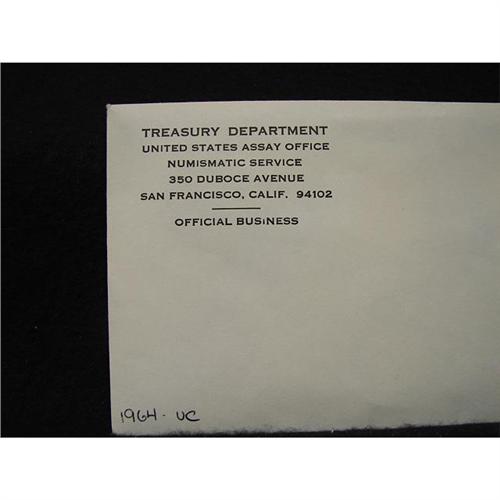 TREASURY DEPARTMENT
UNITED STATES ASSAY OFFICE
NUMISMATIC SERVICE
350 DUBOCE AVENUE
SAN FRANCISCO, CALIF. 94102
OFFICIAL BUSINESS
1964 - UC